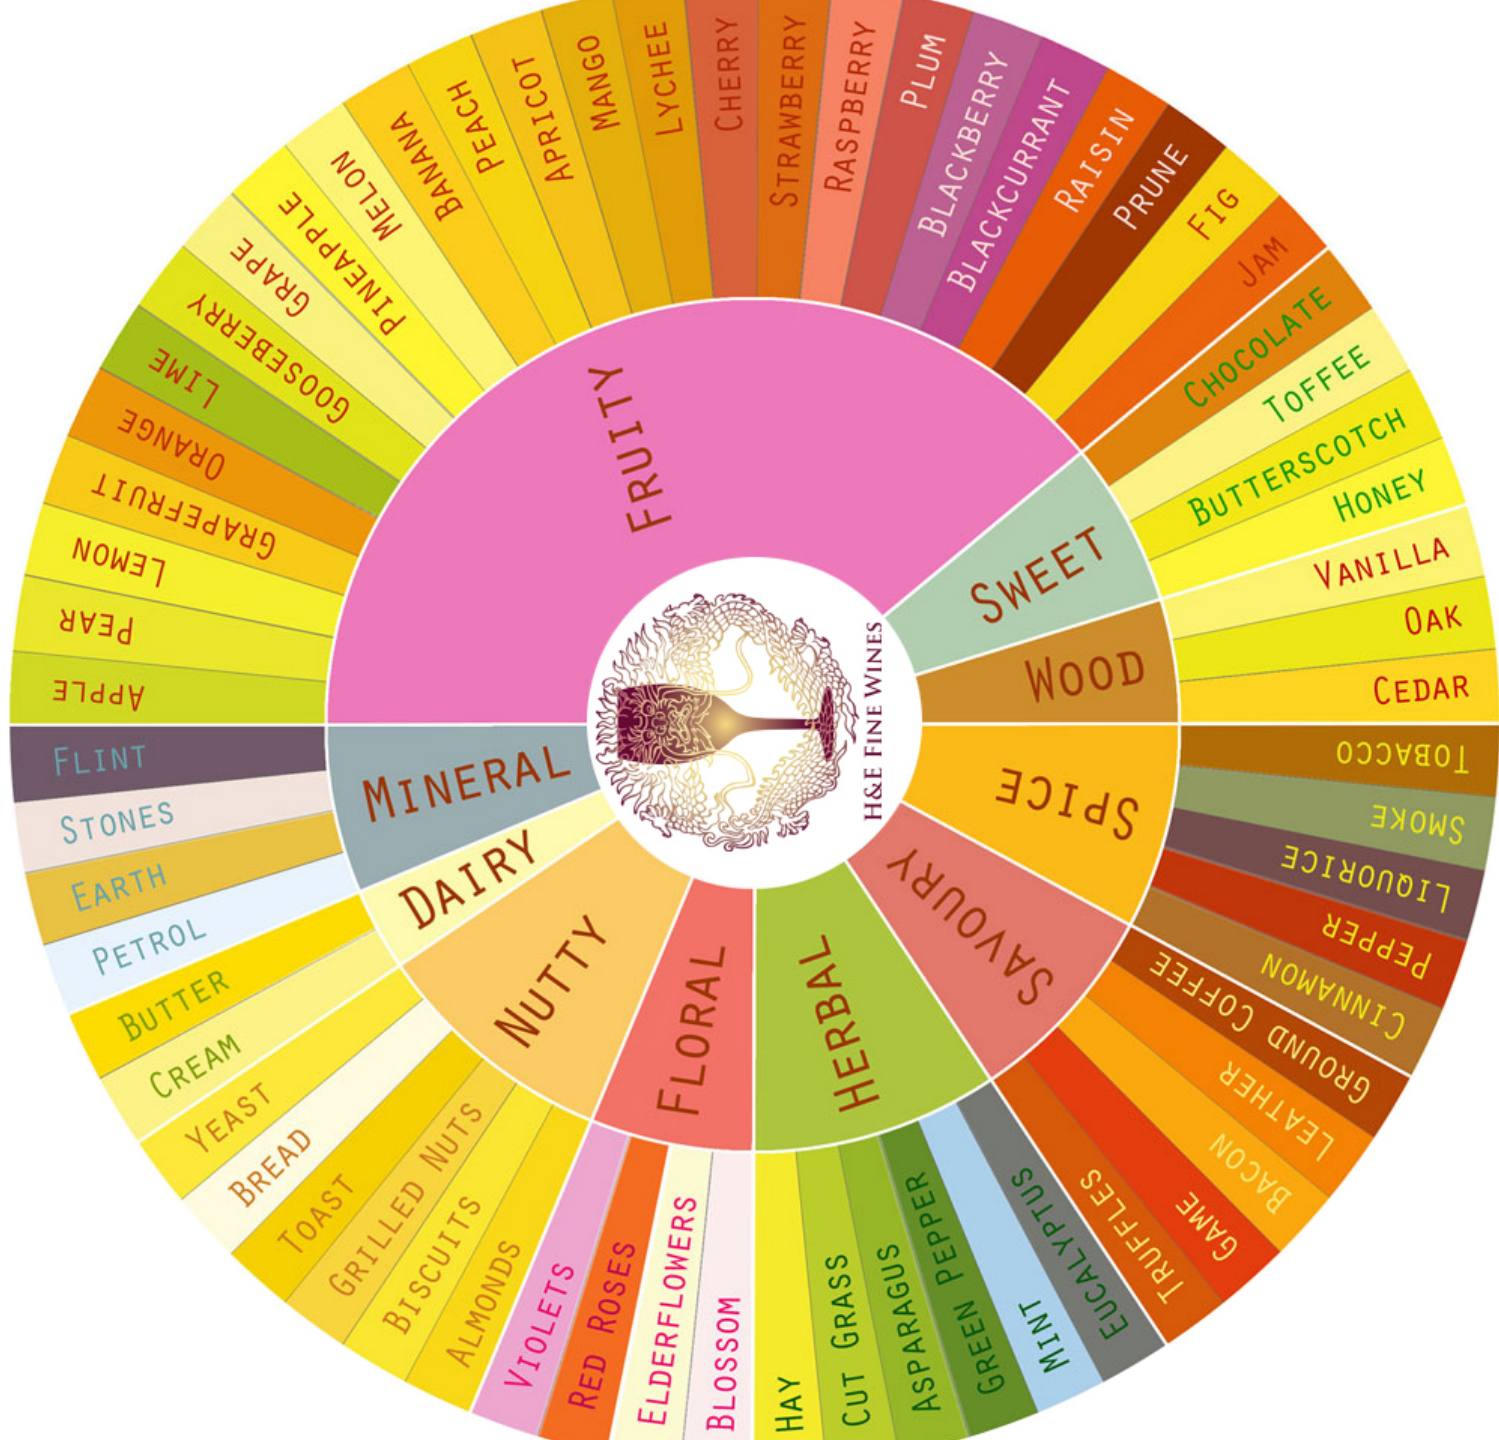 FRUITY
APPLE
PEAR
LEMON
GRAPEFRUIT
ORANGE
LIME
GOOSEBERRY
GRAPE
PINEAPPLE
MELON
BANANA
PEACH
APRICOT
MANGO
LYCHEE
CHERRY
STRAWBERRY
RASPBERRY
PLUM
BLACKBERRY
BLACKCURRANT
RAISIN
PRUNE
FIG
JAM
SWEET
CHOCOLATE
TOFFEE
BUTTERSCOTCH
HONEY
WOOD
VANILLA
OAK
CEDAR
SPICE
TOBACCO
SMOKE
LIQUORICE
PEPPER
CINNAMON
SAVOURY
GROUND COFFEE
LEATHER
BACON
GAME
TRUFFLES
HERBAL
EUCALYPTUS
MINT
GREEN PEPPER
ASPARAGUS
CUT GRASS
HAY
FLORAL
BLOSSOM
ELDERFLOWERS
RED ROSES
VIOLETS
NUTTY
ALMONDS
BISCUITS
GRILLED NUTS
TOAST
BREAD
YEAST
DAIRY
CREAM
BUTTER
MINERAL
PETROL
EARTH
STONES
FLINT
H&E FINE WINES